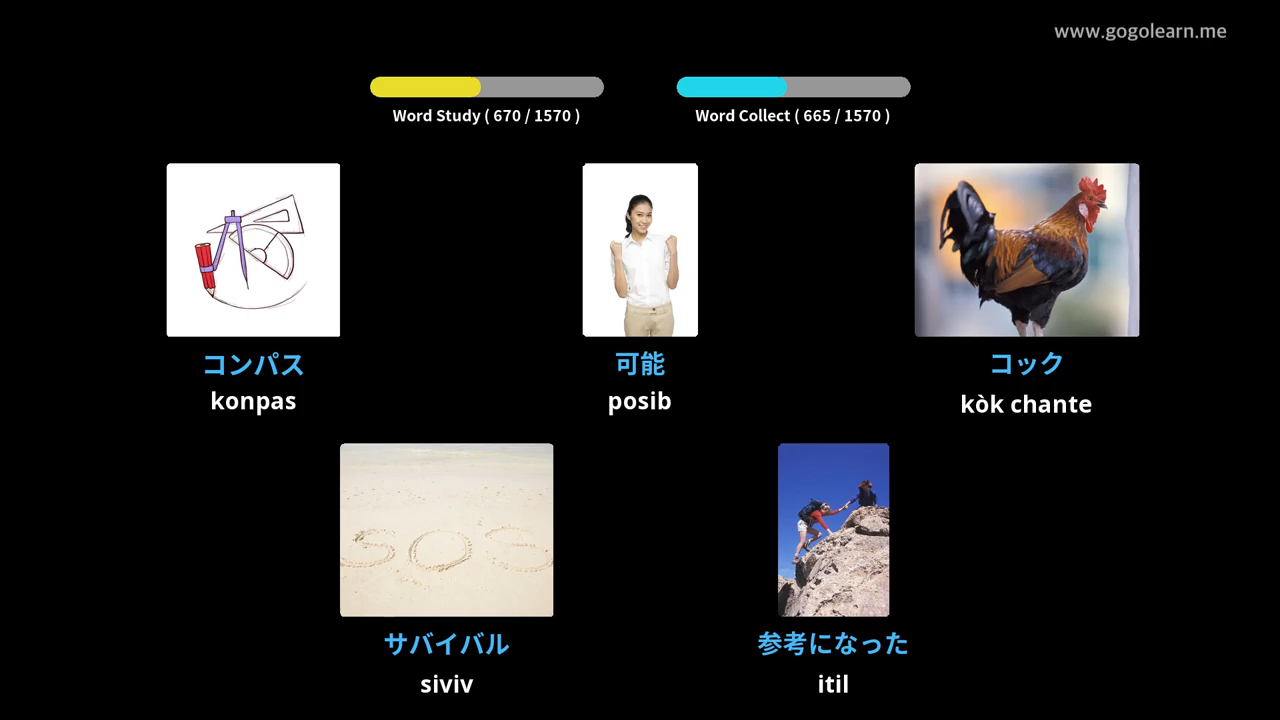 www.gogolearn.me
Word Study ( 670 / 1570 )
Word Collect ( 665 / 1570 )
コンパス
konpas
可能
posib
コック
kòk chante
sos
サバイバル
siviv
参考になった
itil